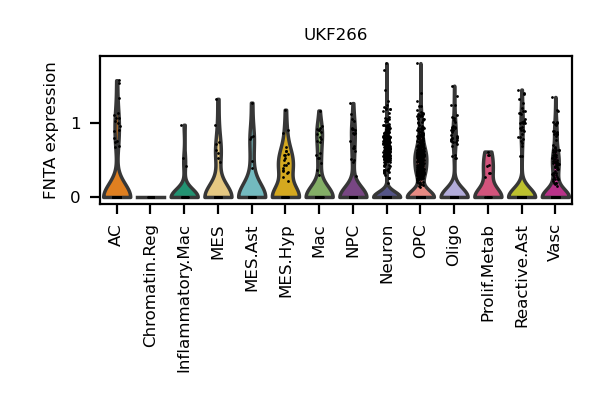 UKF266
FNTA expression
1
0
AC
Chromatin.Reg
Inflammatory.Mac
MES
MES.Ast
MES.Hyp
Mac
NPC
Neuron
OPC
Oligo
Prolif.Metab
Reactive.Ast
Vasc